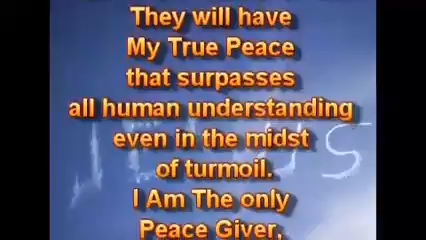 They will have
My True Peace
that surpasses
all human understanding
even in the midst
of turmoil.
I Am The only
Peace Giver,